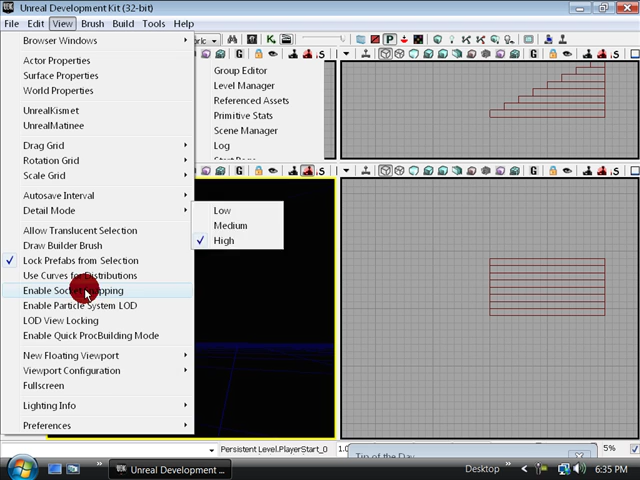 Unreal Development Kit (32-bit)
File Edit View Brush Build Tools Help
Browser Windows
Actor Properties
Surface Properties
World Properties
UnrealKismet
UnrealMatinee
Drag Grid
Rotation Grid
Scale Grid
Autosave Interval
Detail Mode
Allow Translucent Selection
Draw Builder Brush
Lock Prefabs from Selection
Use Curves for Distributions
Enable Socket Snapping
Enable Particle System LOD
LOD View Locking
Enable Quick ProcBuilding Mode
New Floating Viewport
Viewport Configuration
Fullscreen
Lighting Info
Preferences
Group Editor
Level Manager
Referenced Assets
Primitive Stats
Scene Manager
Log
Start Page
Low
Medium
High
Persistent Level.PlayerStart_0
Tip of the Day
5%
Unreal Development ...
Desktop
6:35 PM